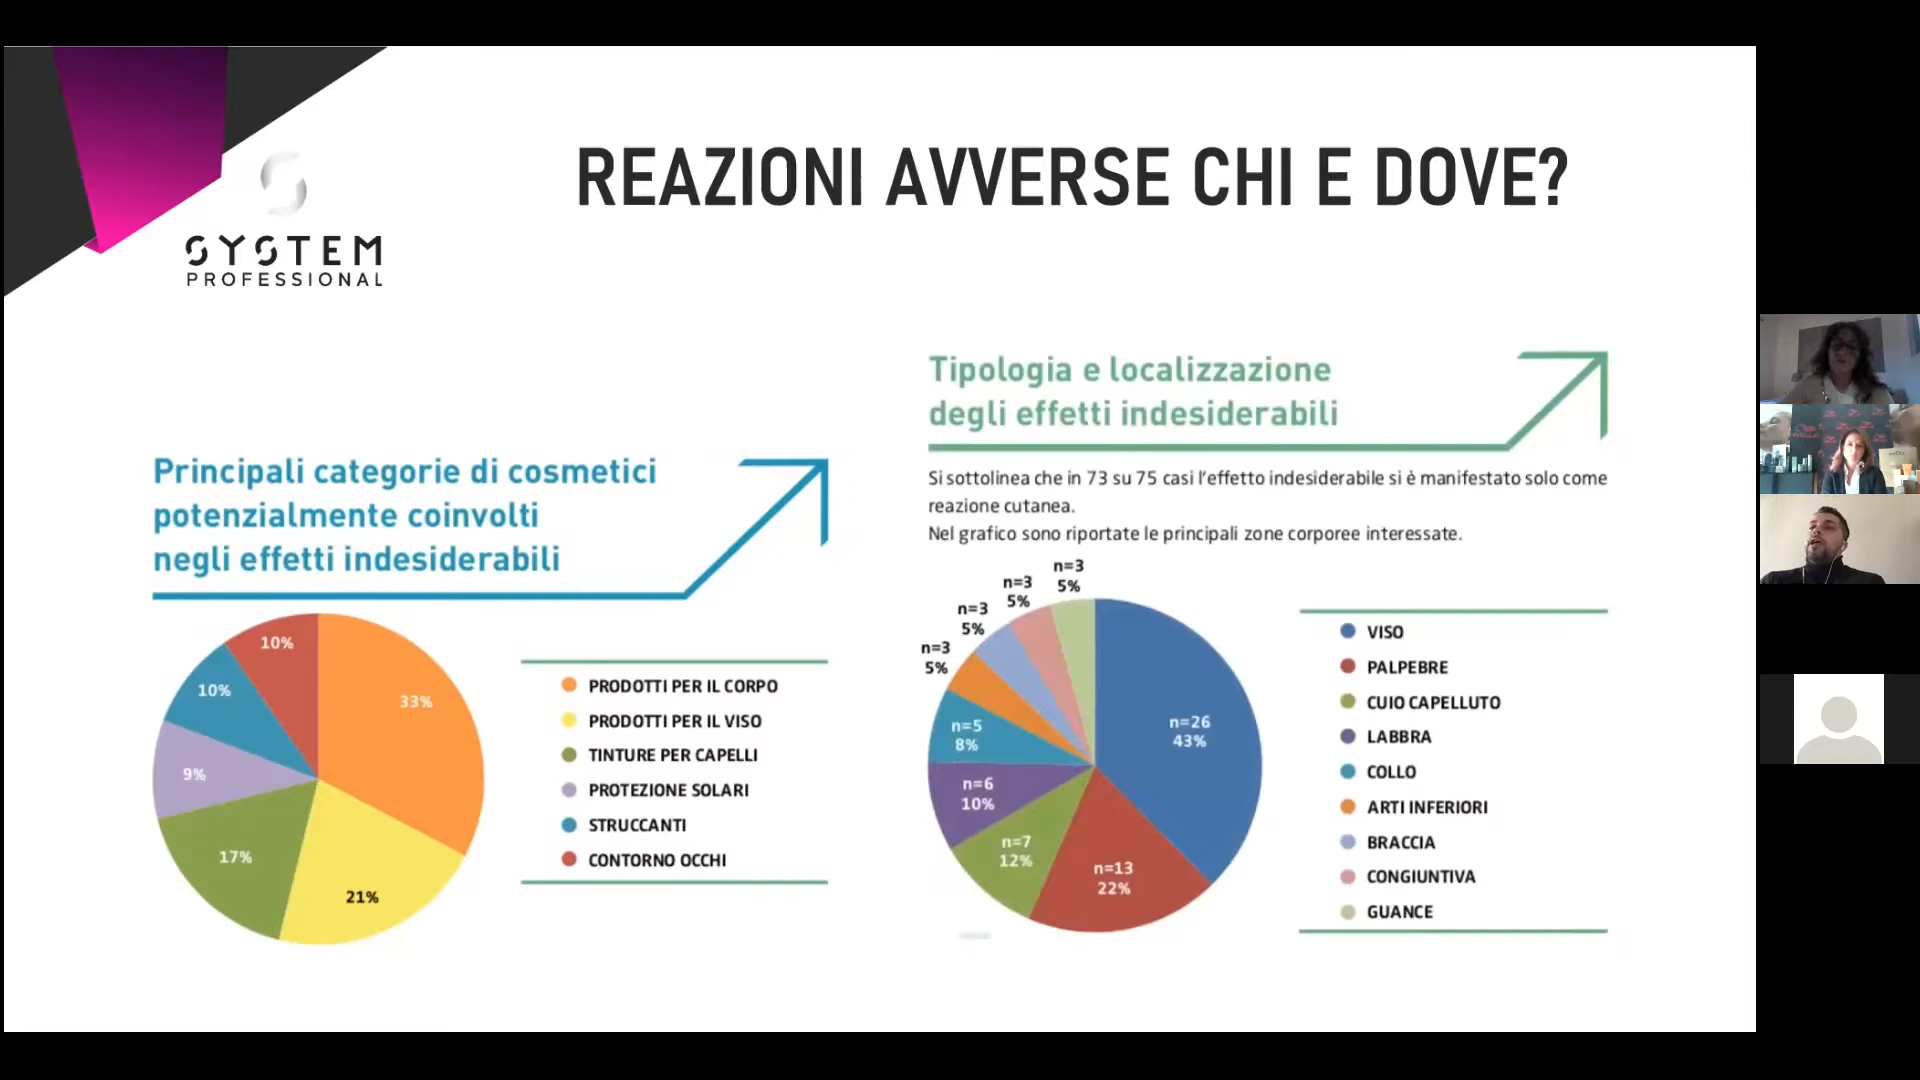 REAZIONI AVVERSE CHI E DOVE?
SYSTEM
PROFESSIONAL
Principali categorie di cosmetici
potenzialmente coinvolti
negli effetti indesiderabili
10%
33%
10%
9%
17%
21%
PRODOTTI PER IL CORPO
PRODOTTI PER IL VISO
TINTURE PER CAPELLI
PROTEZIONE SOLARI
STRUCCANTI
CONTORNO OCCHI
Tipologia e localizzazione
degli effetti indesiderabili
Si sottolinea che in 73 su 75 casi l'effetto indesiderabile si è manifestato solo come
reazione cutanea.
Nel grafico sono riportate le principali zone corporee interessate.
n=3
5%
n=3
5%
n=3
5%
n=3
5%
n=26
43%
n=5
8%
n=6
10%
n=7
12%
n=13
22%
VISO
PALPEBRE
CUIO CAPELLUTO
LABBRA
COLLO
ARTI INFERIORI
BRACCIA
CONGIUNTIVA
GUANCE